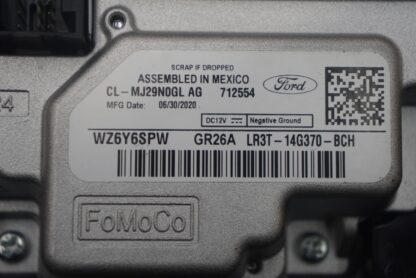 SCRAP IF DROPPED
ASSEMBLED IN MEXICO
CL-MJ29N0GL AG 712554
MFG Date: 06/30/2020
Ford
DC12V Negative Ground
WZ6Y6SPW GR26A LR3T-14G370-BCH
FoMoCo
24